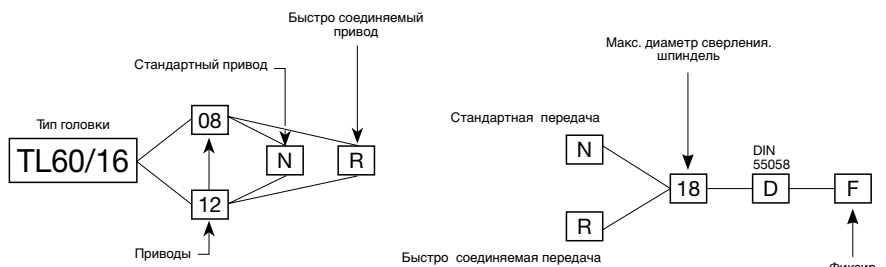 Быстро соединяемый
привод
Стандартный привод
Тип головки
TL60/16
08
N
R
12
Приводы
Макс. диаметр сверления.
шпиндель
Стандартная передача
N
DIN
55058
18
D
F
R
Быстро соединяемая передача